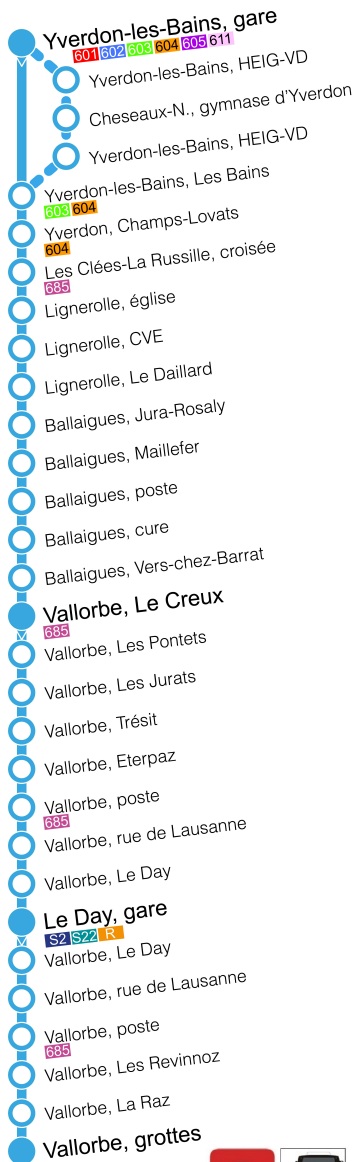 Yverdon-les-Bains, gare
601 602 603 604 605 611
Yverdon-les-Bains, HEIG-VD
Cheseaux-N., gymnase d'Yverdon
Yverdon-les-Bains, HEIG-VD
Yverdon-les-Bains, Les Bains
603 604
Yverdon, Champs-Lovats
604
Les Clées-La Russille, croisée
685
Lignerolle, église
Lignerolle, CVE
Lignerolle, Le Daillard
Ballaigues, Jura-Rosaly
Ballaigues, Maillefer
Ballaigues, poste
Ballaigues, cure
Ballaigues, Vers-chez-Barrat
Vallorbe, Le Creux
685
Vallorbe, Les Pontets
Vallorbe, Les Jurats
Vallorbe, Trésit
Vallorbe, Eterpaz
Vallorbe, poste
685
Vallorbe, rue de Lausanne
Vallorbe, Le Day
Le Day, gare
S2 S22 R
Vallorbe, Le Day
Vallorbe, rue de Lausanne
Vallorbe, poste
685
Vallorbe, Les Revinnoz
Vallorbe, La Raz
Vallorbe, grottes